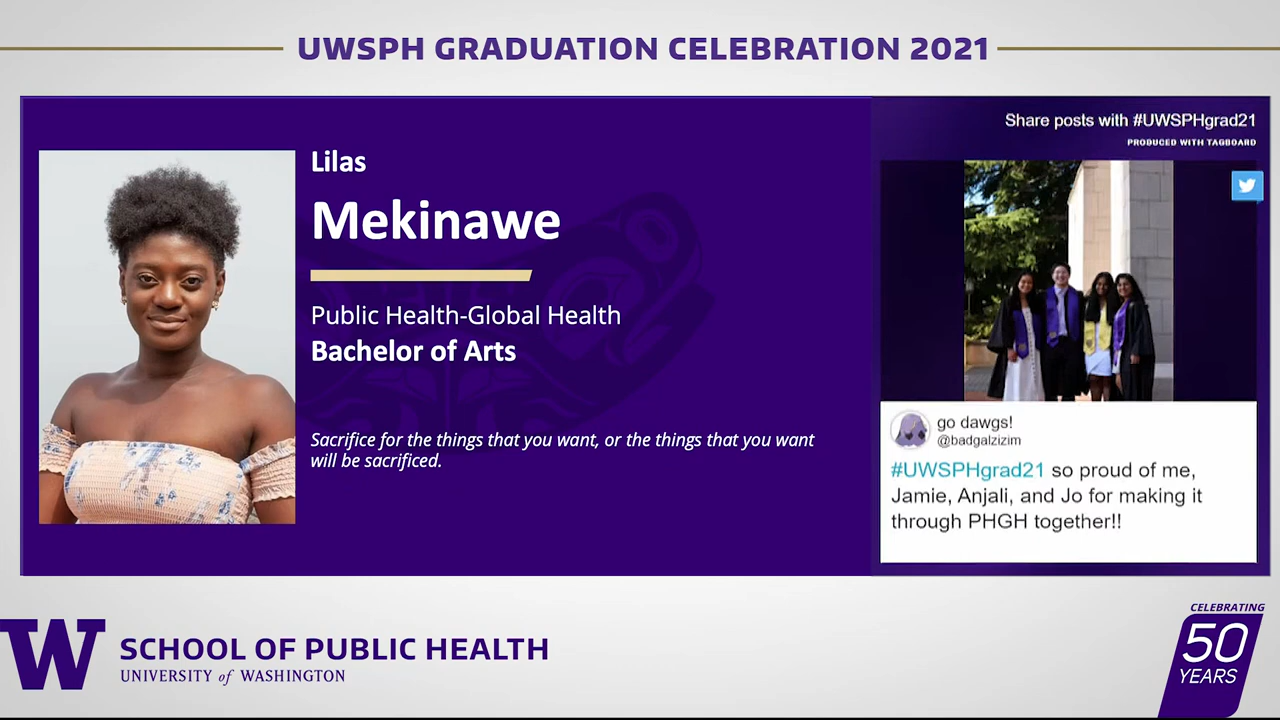 UWSPH GRADUATION CELEBRATION 2021
Share posts with #UWSPHgrad21
PRODUCED WITH TAGBOARD
Lilas
Mekinawe
Public Health-Global Health
Bachelor of Arts
Sacrifice for the things that you want, or the things that you want
will be sacrificed.
go dawgs!
@badgalzizim
#UWSPHgrad21 so proud of me,
Jamie, Anjali, and Jo for making it
through PHGH together!!
W
SCHOOL OF PUBLIC HEALTH
UNIVERSITY of WASHINGTON
CELEBRATING
50
YEARS